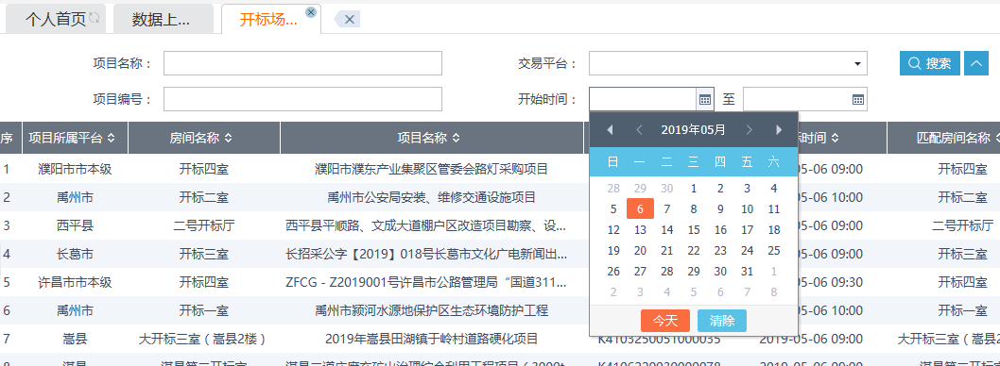 个人首页 数据上... 开标场...
项目名称： 交易平台： 搜索
项目编号： 开始时间： 至
序 项目所属平台 房间名称 项目名称 时间 匹配房间名称
2019年05月
日 一 二 三 四 五 六
28 29 30 1 2 3 4
5 6 7 8 9 10 11
12 13 14 15 16 17 18
19 20 21 22 23 24 25
26 27 28 29 30 31 1
2 3 4 5 6 7 8
今天 清除
1 濮阳市市本级 开标四室 濮阳市濮东产业集聚区管委会路灯采购项目 05-06 09:00 开标四室
2 禹州市 开标二室 禹州市公安局安装、维修交通设施项目 05-06 10:00 开标二室
3 西平县 二号开标厅 西平县平顺路、文成大道棚户区改造项目勘察、设... 05-06 09:00 二号开标厅
4 长葛市 开标三室 长招采公字【2019】018号长葛市文化广电新闻出... 05-06 09:00 开标三室
5 许昌市市本级 开标四室 ZFCG - Z2019001号许昌市公路管理局“国道311... 05-06 09:30 开标四室
6 禹州市 开标一室 禹州市颍河水源地保护区生态环境防护工程 05-06 10:00 开标一室
7 嵩县 大开标三室（嵩县2楼） 2019年嵩县田湖镇于岭村道路硬化项目 K4103250051000035 2019-05-06 09:00 大开标三室（嵩县2